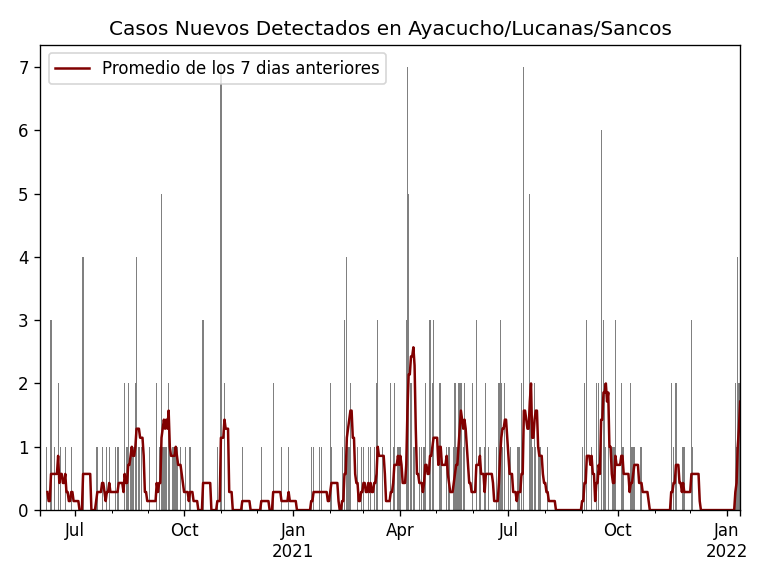 Casos Nuevos Detectados en Ayacucho/Lucanas/Sancos
Promedio de los 7 dias anteriores
7
6
5
4
3
2
1
0
Jul
Oct
Jan
2021
Apr
Jul
Oct
Jan
2022